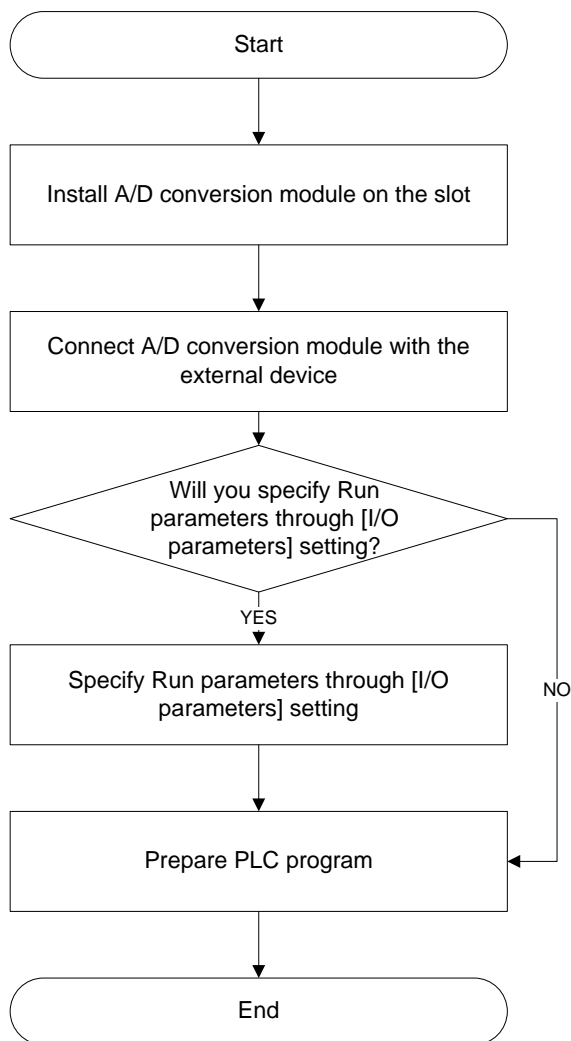 Start
Install A/D conversion module on the slot
Connect A/D conversion module with the
external device
Will you specify Run
parameters through [I/O
parameters] setting?
YES
Specify Run parameters through [I/O
parameters] setting
NO
Prepare PLC program
End